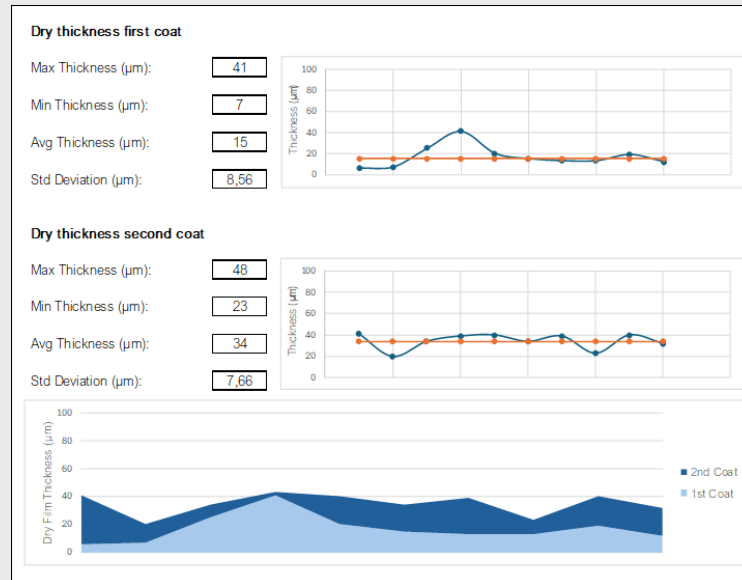 Dry thickness first coat
Max Thickness (µm): 41
Min Thickness (µm): 7
Avg Thickness (µm): 15
Std Deviation (µm): 8,56
Thickness (µm)
100
80
60
40
20
0
Dry thickness second coat
Max Thickness (µm): 48
Min Thickness (µm): 23
Avg Thickness (µm): 34
Std Deviation (µm): 7,66
Thickness (µm)
100
80
60
40
20
0
Dry Film Thickness (µm)
100
80
60
40
20
0
2nd Coat
1st Coat